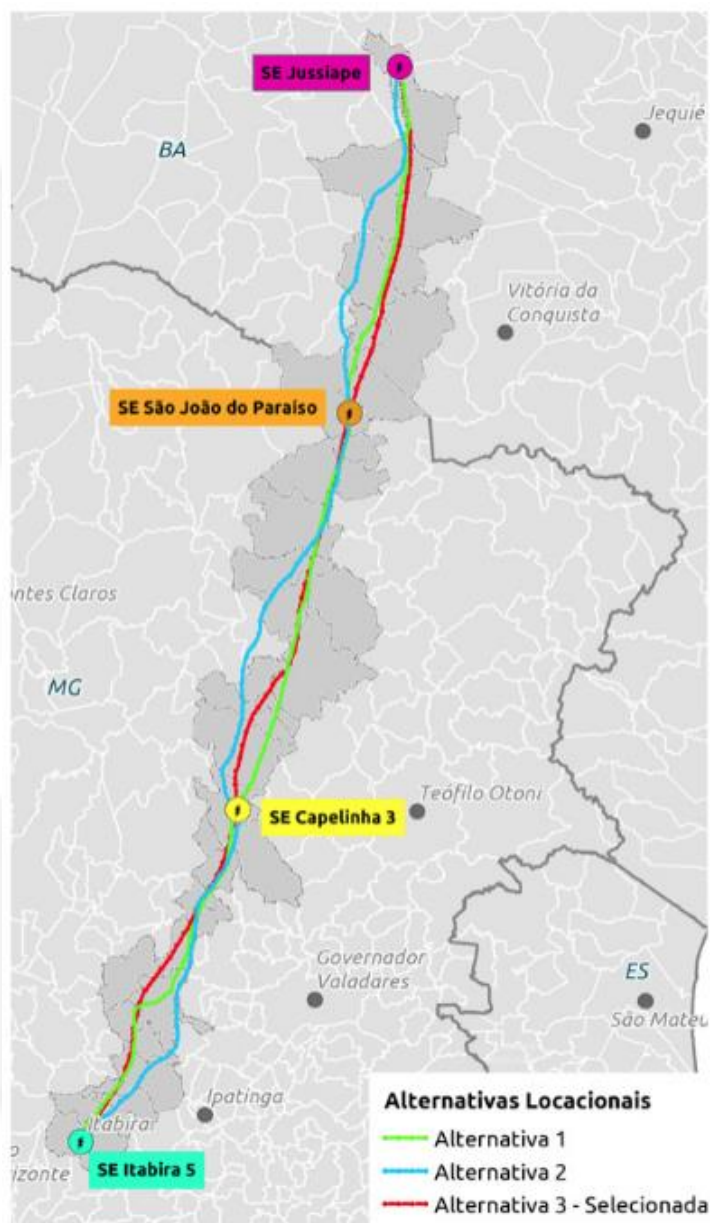 SE Jussiape
Jequié
BA
Vitória da
Conquista
SE São João do Paraíso
ntes Claros
MG
Teófilo Otoni
SE Capelinha 3
Governador
Valadares
ES
São Mateu
Ipatinga
Itabira
o
rizonte
SE Itabira 5
Alternativas Locacionais
Alternativa 1
Alternativa 2
Alternativa 3 - Selecionada